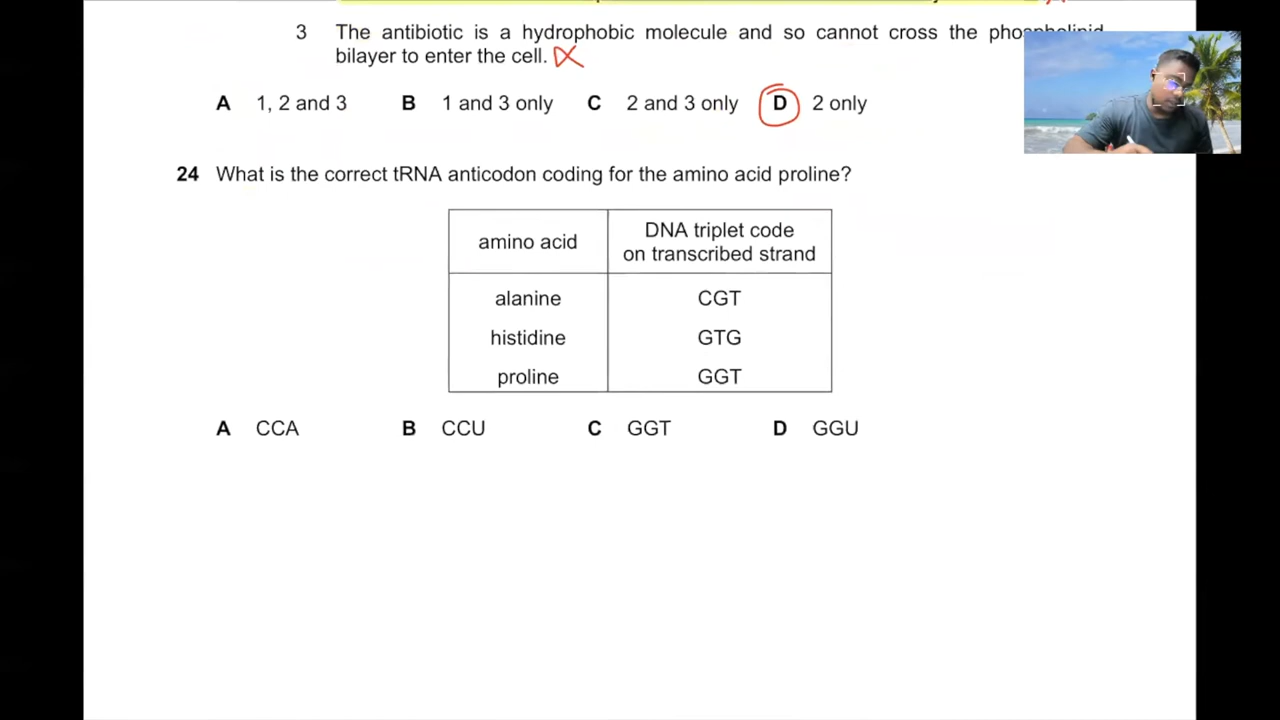 3 The antibiotic is a hydrophobic molecule and so cannot cross the phospholipid
bilayer to enter the cell.
A 1, 2 and 3 B 1 and 3 only C 2 and 3 only D 2 only
24 What is the correct tRNA anticodon coding for the amino acid proline?
amino acid DNA triplet code
on transcribed strand
alanine CGT
histidine GTG
proline GGT
A CCA B CCU C GGT D GGU